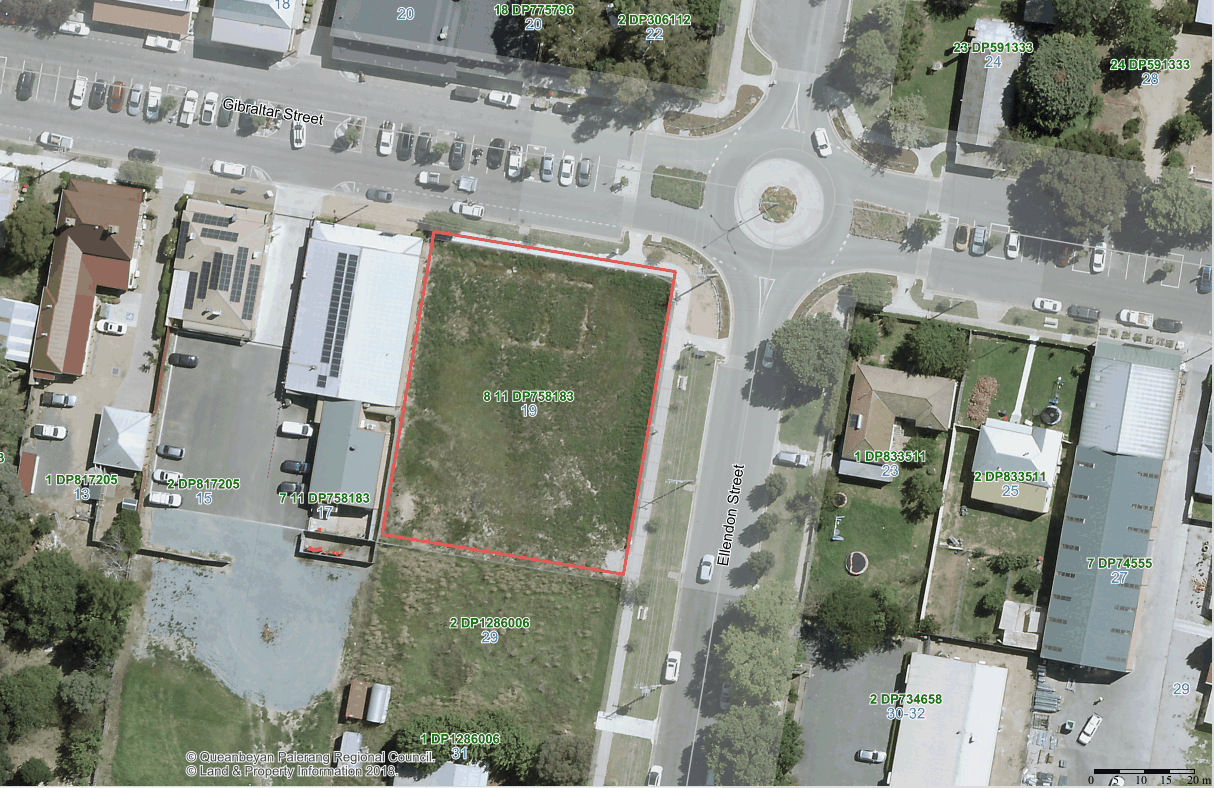 18
20
18 DP775796
20
2 DP306112
22
23 DP591333
24
24 DP591333
28
Gibraltar Street
8 11 DP758183
19
1 DP833511
23
2 DP833511
25
3
1 DP817205
13
2 DP817205
15
7 11 DP758183
17
Ellendon Street
7 DP74555
27
2 DP1286006
29
2 DP734658
30-32
29
1 DP1286006
31
© Queanbeyan Palerang Regional Council.
© Land & Property Information 2018.
0 5 10 15 20 m